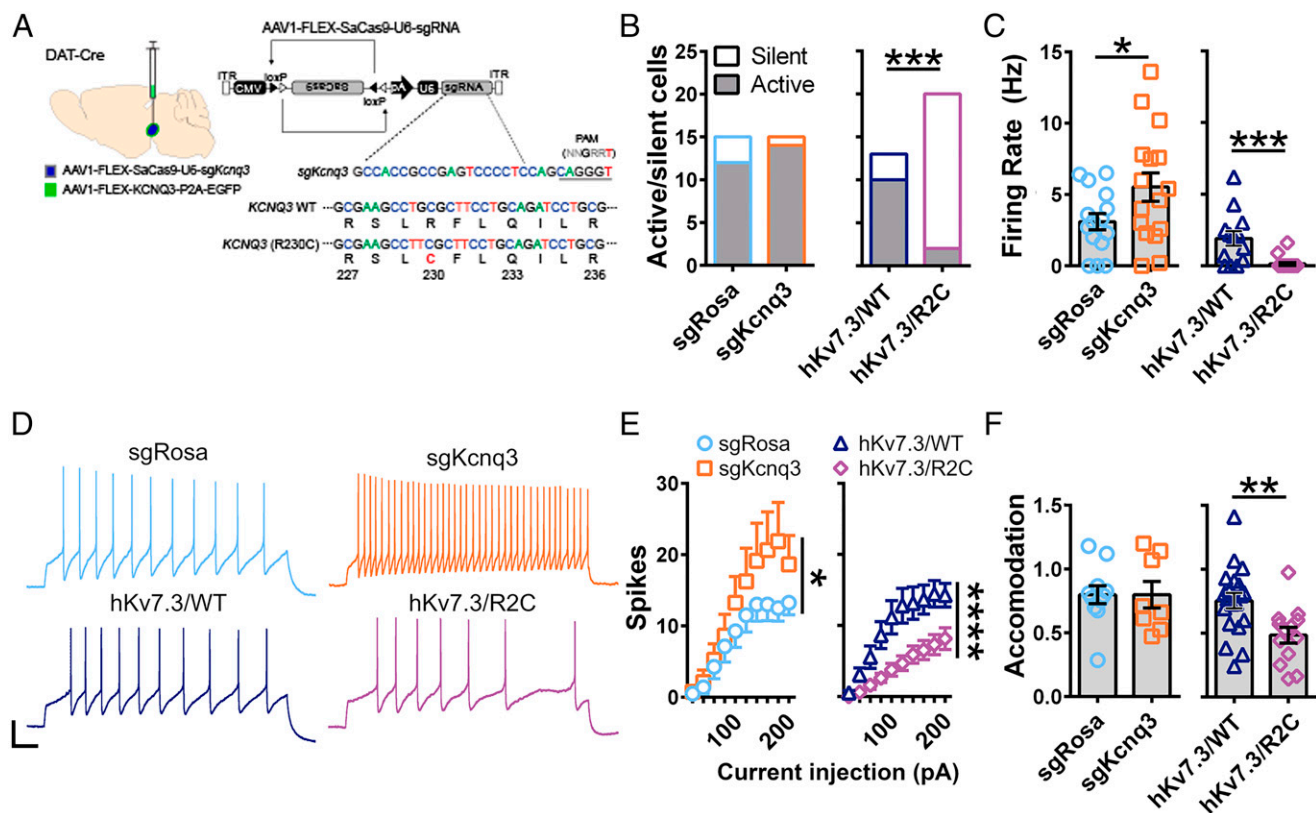 A
AAV1-FLEX-SaCas9-U6-sgRNA
DAT-Cre
ITR
CMV
loxP
SaCas9
loxP
pA
U6
sgRNA
ITR
AAV1-FLEX-SaCas9-U6-sgKcnq3
AAV1-FLEX-KCNQ3-P2A-EGFP
PAM
(NNGRRT)
sgKcnq3 GCCACCGCCGAGTCCCCTCCAGCAGGGT
KCNQ3 WT GCGAAGCCTGCGCTTCCTGCAGATCCTGCG
R S L R F L Q I L R
KCNQ3 (R230C) GCGAAGCCTTCGCTTCCTGCAGATCCTGCG
R S L C F L Q I L R
227 230 233 236
B
Active/silent cells
25
20
15
10
5
0
Silent
Active
***
sgRosa
sgKcnq3
hKv7.3/WT
hKv7.3/R2C
C
Firing Rate (Hz)
15
10
5
0
*
***
sgRosa
sgKcnq3
hKv7.3/WT
hKv7.3/R2C
D
sgRosa
sgKcnq3
hKv7.3/WT
hKv7.3/R2C
E
sgRosa
sgKcnq3
hKv7.3/WT
hKv7.3/R2C
Spikes
30
20
10
0
*
****
100
200
100
200
Current injection (pA)
F
Accomodation
1.5
1.0
0.5
0.0
**
sgRosa
sgKcnq3
hKv7.3/WT
hKv7.3/R2C